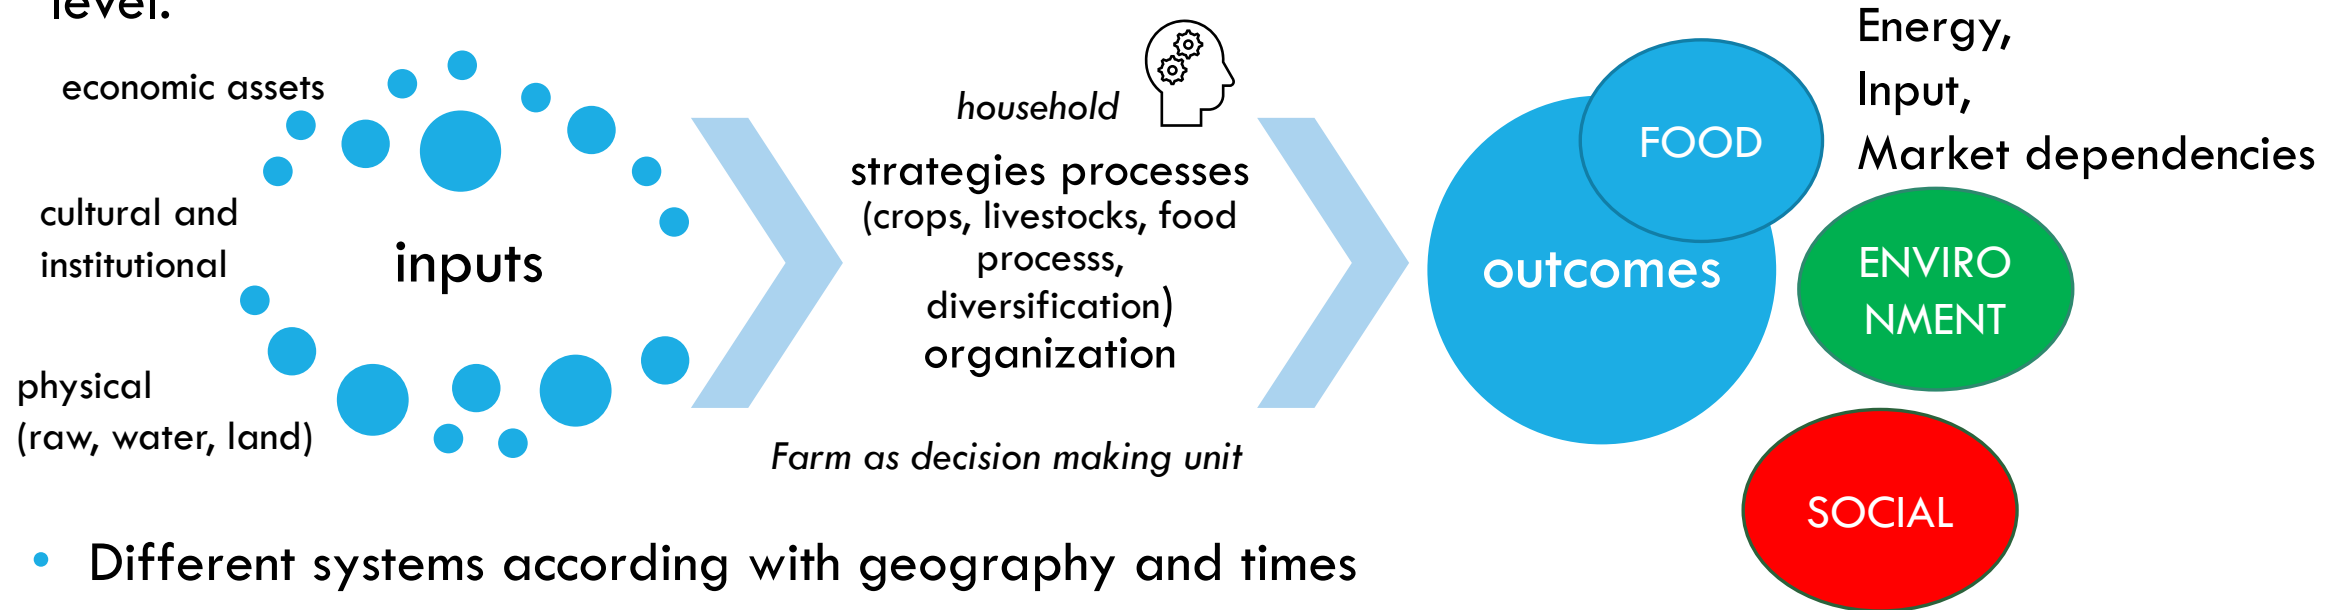 level.
economic assets
cultural and
institutional
physical
(raw, water, land)
inputs
household
strategies processes
(crops, livestocks, food
processs,
diversification)
organization
Farm as decision making unit
outcomes
FOOD
Energy,
Input,
Market dependencies
ENVIRO
NMENT
SOCIAL
• Different systems according with geography and times